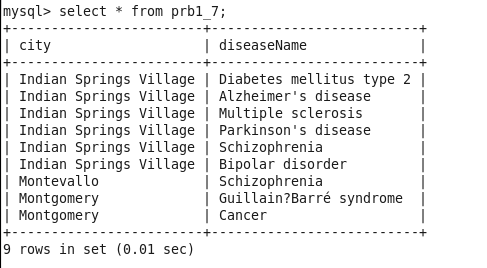 mysql> select * from prb1_7;
+------------------------+--------------------------+
| city                   | diseaseName              |
+------------------------+--------------------------+
| Indian Springs Village | Diabetes mellitus type 2 |
| Indian Springs Village | Alzheimer's disease      |
| Indian Springs Village | Multiple sclerosis       |
| Indian Springs Village | Parkinson's disease      |
| Indian Springs Village | Schizophrenia            |
| Indian Springs Village | Bipolar disorder         |
| Montevallo             | Schizophrenia            |
| Montgomery             | Guillain?Barré syndrome  |
| Montgomery             | Cancer                   |
+------------------------+--------------------------+
9 rows in set (0.01 sec)